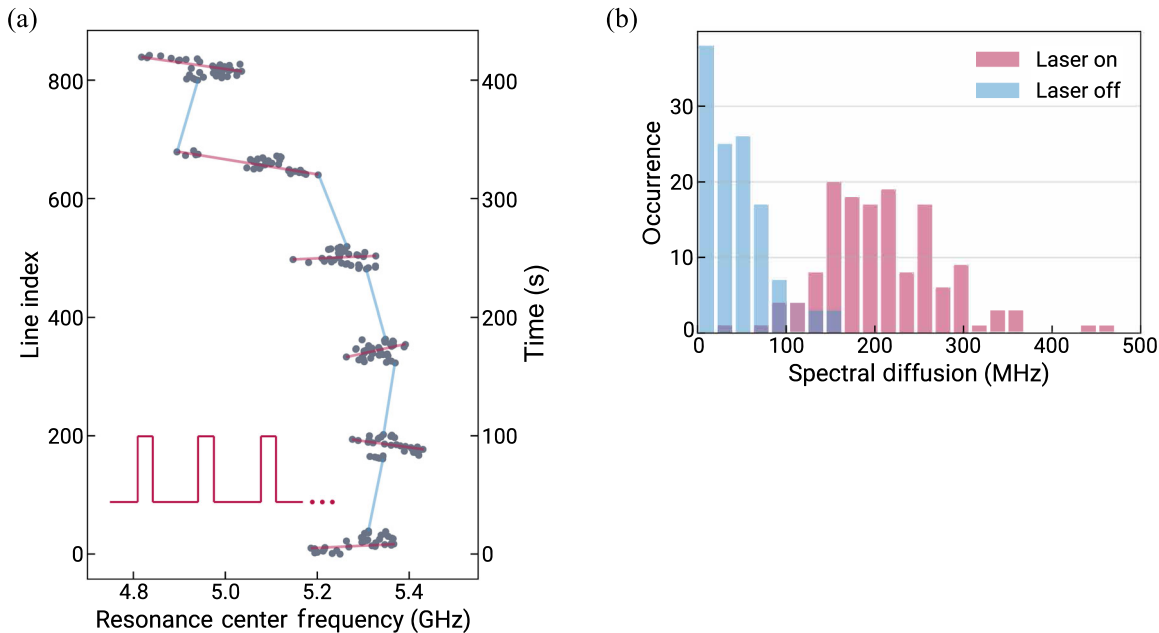 (a)
800
600
400
200
0
Line index
400
300
200
100
0
Time (s)
4.8 5.0 5.2 5.4
Resonance center frequency (GHz)
(b)
Laser on
Laser off
30
20
10
0
Occurrence
0 100 200 300 400 500
Spectral diffusion (MHz)